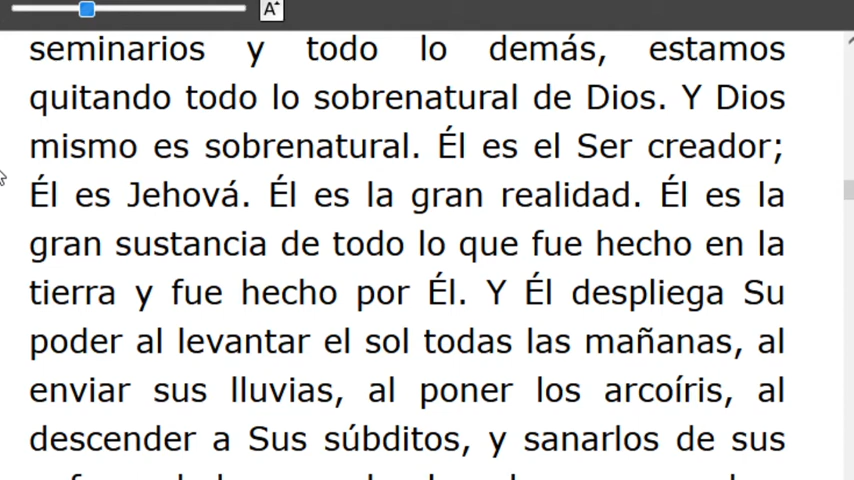 seminarios y todo lo demás, estamos
quitando todo lo sobrenatural de Dios. Y Dios
mismo es sobrenatural. Él es el Ser creador;
Él es Jehová. Él es la gran realidad. Él es la
gran sustancia de todo lo que fue hecho en la
tierra y fue hecho por Él. Y Él despliega Su
poder al levantar el sol todas las mañanas, al
enviar sus lluvias, al poner los arcoíris, al
descender a Sus súbditos, y sanarlos de sus